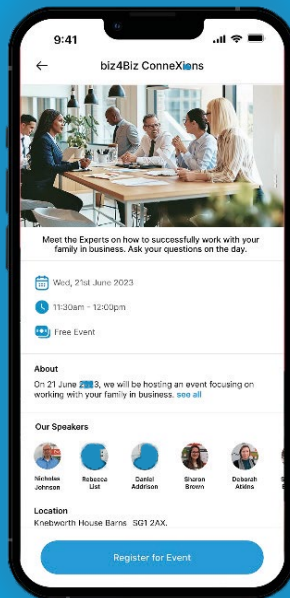 9:41
biz4Biz ConneXions
Meet the Experts on how to successfully work with your
family in business. Ask your questions on the day.
Wed, 21st June 2023
11:30am - 12:00pm
Free Event
About
On 21 June 2023, we will be hosting an event focusing on
working with your family in business. see all
Our Speakers
Nicholas Rebecca Daniel Sharon Deborah
Johnson List Addrison Brown Atkins
Location
Knebworth House Barns SG1 2AX.
Register for Event